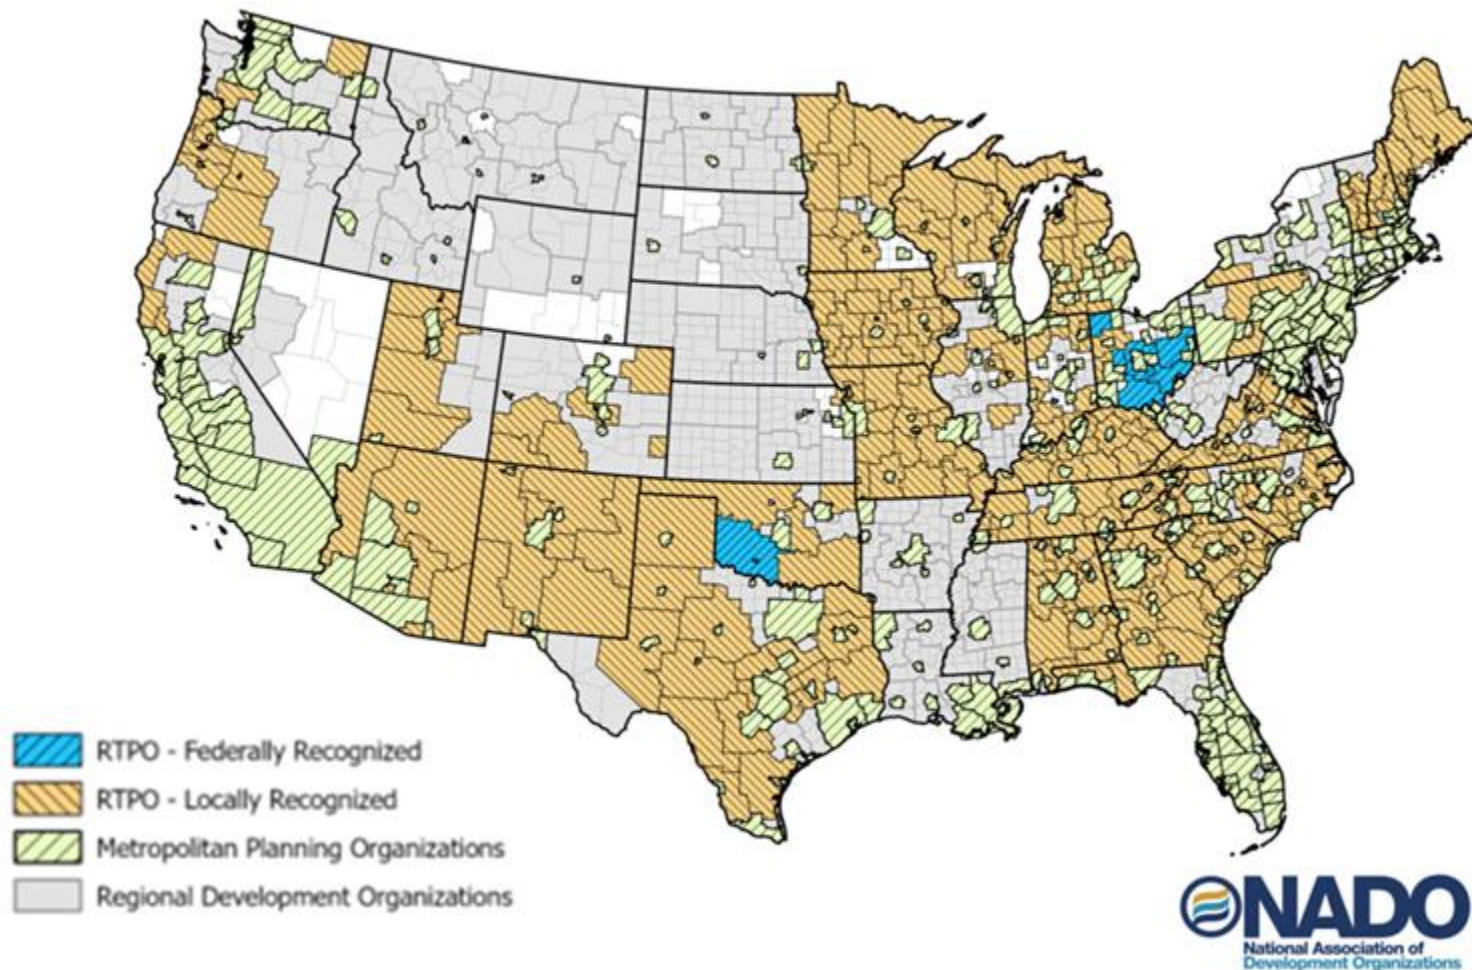 RTPO - Federally Recognized
RTPO - Locally Recognized
Metropolitan Planning Organizations
Regional Development Organizations
NADO
National Association of
Development Organizations